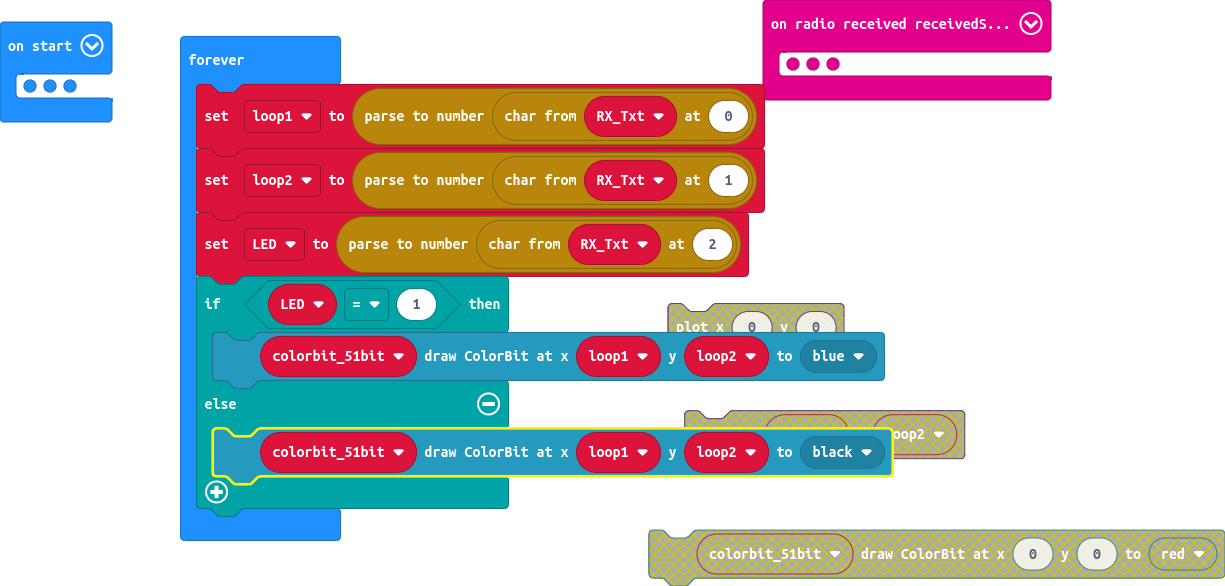 on start
on radio received receivedS...
forever
set loop1 to parse to number char from RX_Txt at 0
set loop2 to parse to number char from RX_Txt at 1
set LED to parse to number char from RX_Txt at 2
if LED = 1 then
plot x 0 y 0
colorbit_51bit draw ColorBit at x loop1 y loop2 to blue
else
loop2
colorbit_51bit draw ColorBit at x loop1 y loop2 to black
colorbit_51bit draw ColorBit at x 0 y 0 to red